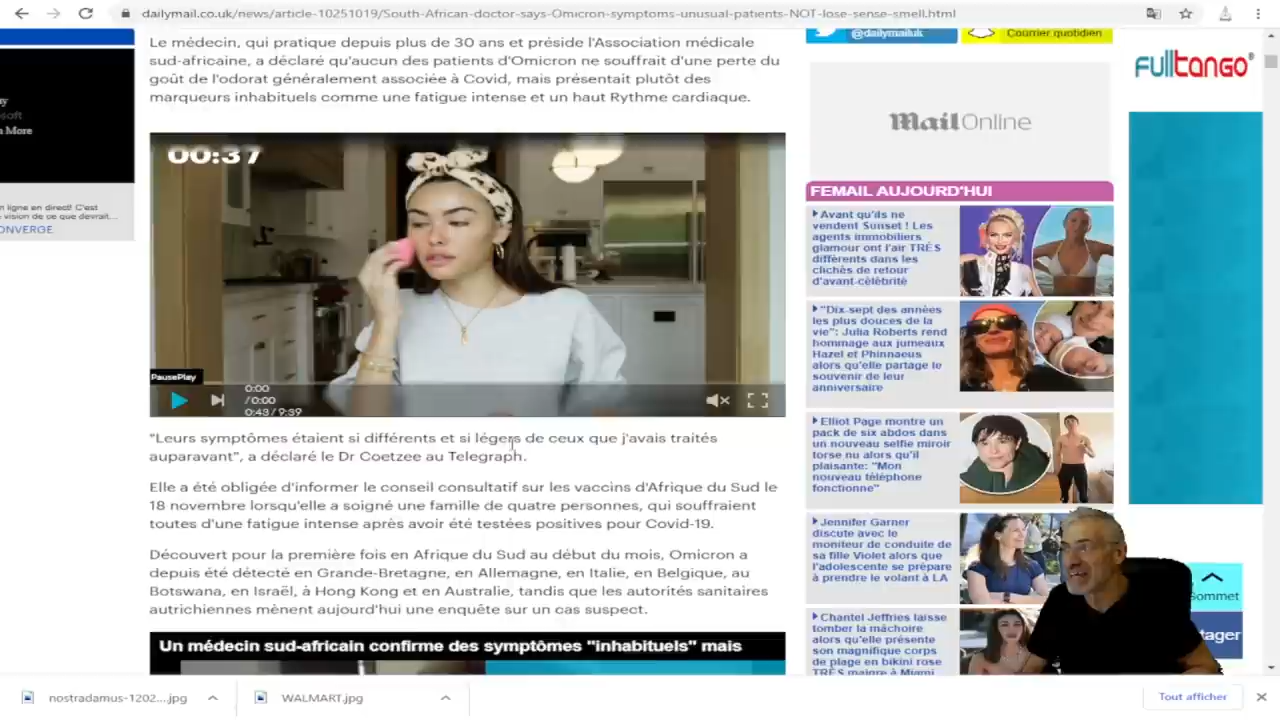 dailymail.co.uk/news/article-10251019/South-African-doctor-says-Omicron-symptoms-unusual-patients-NOT-lose-sense-smell.html
Le médecin, qui pratique depuis plus de 30 ans et préside l'Association médicale
sud-africaine, a déclaré qu'aucun des patients d'Omicron ne souffrait d'une perte du
goût de l'odorat généralement associée à Covid, mais présentait plutôt des
marqueurs inhabituels comme une fatigue intense et un haut Rythme cardiaque.
More
n ligne en direct! C'est
vision de ce que devrait...
ONVERGE
00:37
PausePlay
0:00
/0:00
0:43/9:39
"Leurs symptômes étaient si différents et si légers de ceux que j'avais traités
auparavant", a déclaré le Dr Coetzee au Telegraph.
Elle a été obligée d'informer le conseil consultatif sur les vaccins d'Afrique du Sud le
18 novembre lorsqu'elle a soigné une famille de quatre personnes, qui souffraient
toutes d'une fatigue intense après avoir été testées positives pour Covid-19.
Découvert pour la première fois en Afrique du Sud au début du mois, Omicron a
depuis été détecté en Grande-Bretagne, en Allemagne, en Italie, en Belgique, au
Botswana, en Israël, à Hong Kong et en Australie, tandis que les autorités sanitaires
autrichiennes mènent aujourd'hui une enquête sur un cas suspect.
Un médecin sud-africain confirme des symptômes "inhabituels" mais
@dailymailuk
Courrier quotidien
Mail Online
FEMAIL AUJOURD'HUI
Avant qu'ils ne
vendent Sunset ! Les
agents immobiliers
glamour ont l'air TRÈS
différents dans les
clichés de retour
d'avant-célébrité
"Dix-sept des années
les plus douces de la
vie": Julia Roberts rend
hommage aux jumeaux
Hazel et Phinnaeus
alors qu'elle partage le
souvenir de leur
anniversaire
Elliot Page montre un
pack de six abdos dans
un nouveau selfie miroir
torse nu alors qu'il
plaisante: "Mon
nouveau téléphone
fonctionne"
Jennifer Garner
discute avec le
moniteur de conduite de
sa fille Violet alors que
l'adolescente se prépare
à prendre le volant à LA
Chantel Jeffries laisse
tomber la mâchoire
alors qu'elle présente
son magnifique corps
de plage en bikini rose
TRÈS maigre à Miami
fulltango
Sommet
tager
nostradamus-1202....jpg
WALMART.jpg
Tout afficher